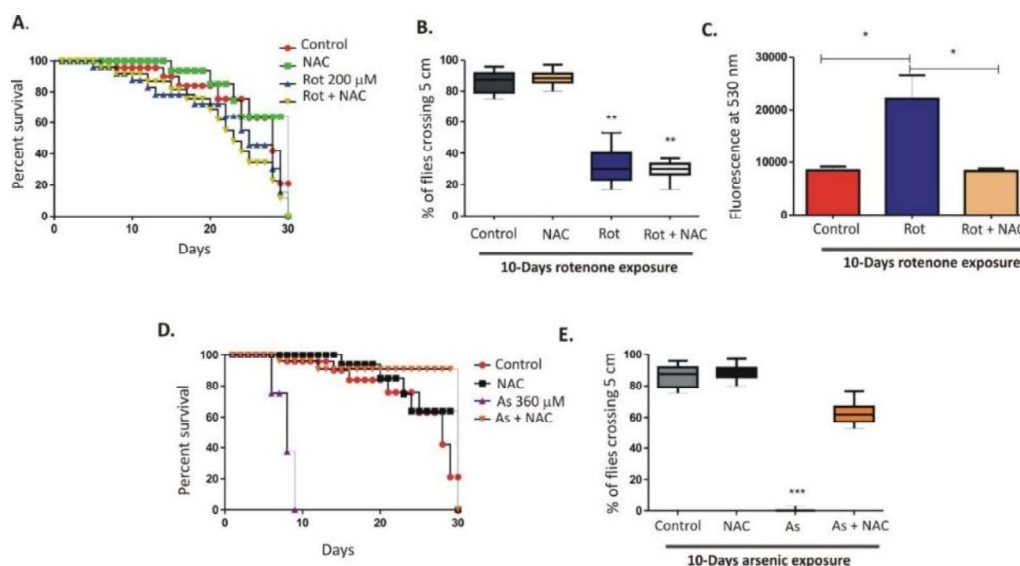 A.
Percent survival
100
80
60
40
20
0
0 10 20 30
Days
Control
NAC
Rot 200 μM
Rot + NAC
B.
% of flies crossing 5 cm
100
80
60
40
20
0
** **
Control NAC Rot Rot + NAC
10-Days rotenone exposure
C.
Fluorescence at 530 nm
30000
20000
10000
0
* *
Control Rot Rot + NAC
10-Days rotenone exposure
D.
Percent survival
100
80
60
40
20
0
0 10 20 30
Days
Control
NAC
As 360 μM
As + NAC
E.
% of flies crossing 5 cm
100
80
60
40
20
0
***
Control NAC As As + NAC
10-Days arsenic exposure